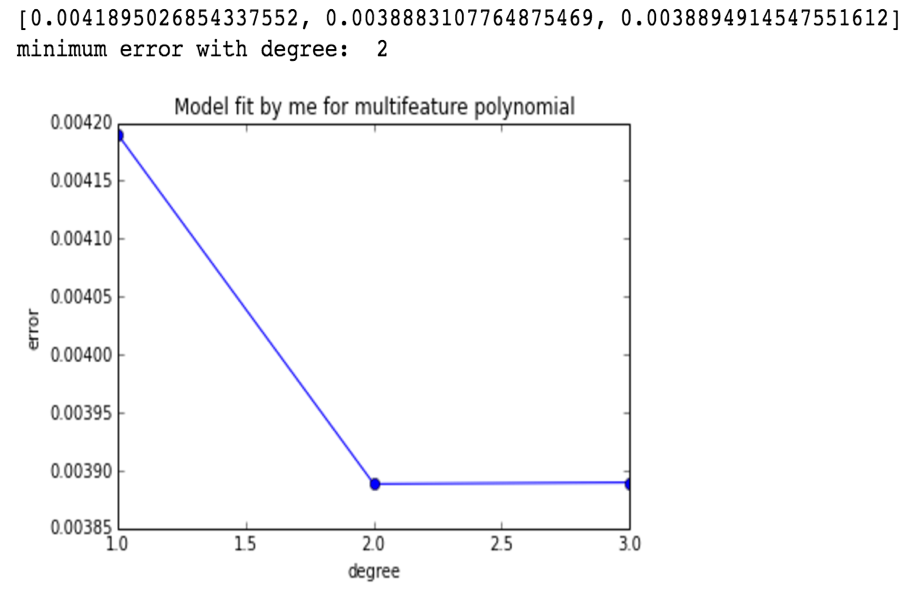 [0.0041895026854337552, 0.0038883107764875469, 0.0038894914547551612]
minimum error with degree:  2
Model fit by me for multifeature polynomial
0.00420
0.00415
0.00410
0.00405
0.00400
0.00395
0.00390
0.00385
error
1.0 1.5 2.0 2.5 3.0
degree